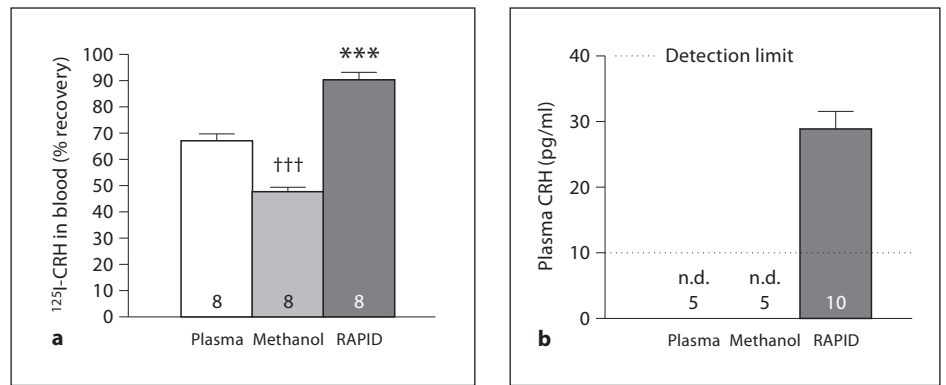 ***
100
90
80
70
60
50
40
30
20
10
0
¹²⁵I-CRH in blood (% recovery)
†††
8 8 8
Plasma Methanol RAPID
a
Detection limit
40
30
20
10
0
Plasma CRH (pg/ml)
n.d. n.d.
5 5 10
Plasma Methanol RAPID
b